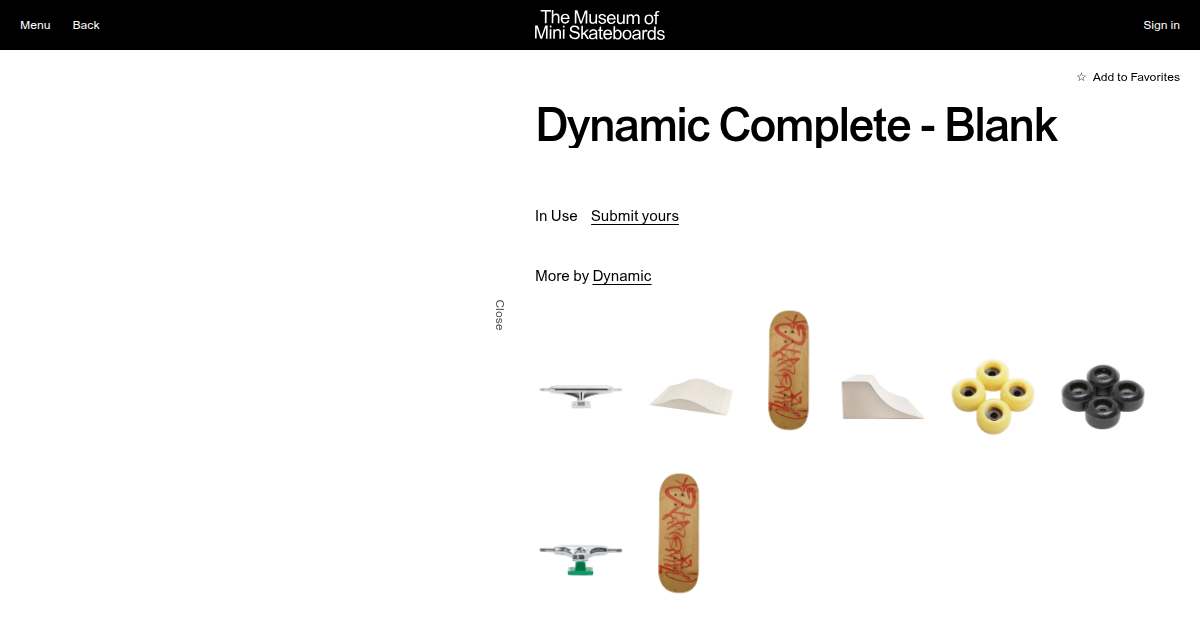 Menu
Back
The Museum of
Mini Skateboards
Sign in
☆ Add to Favorites
Dynamic Complete - Blank
In Use Submit yours
More by Dynamic
Close